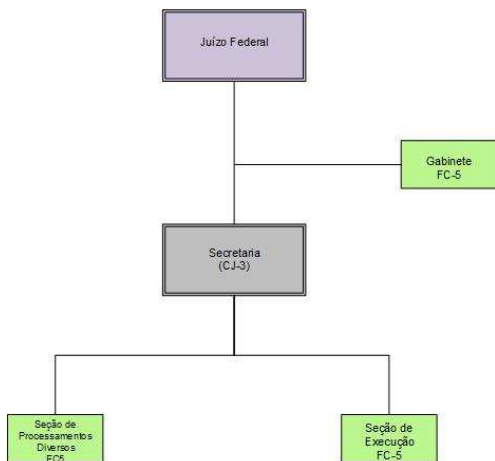 Juízo Federal
Gabinete
FC-5
Secretaria
(CJ-3)
Seção de
Processamentos
Diversos
FC5
Seção de
Execução
FC-5